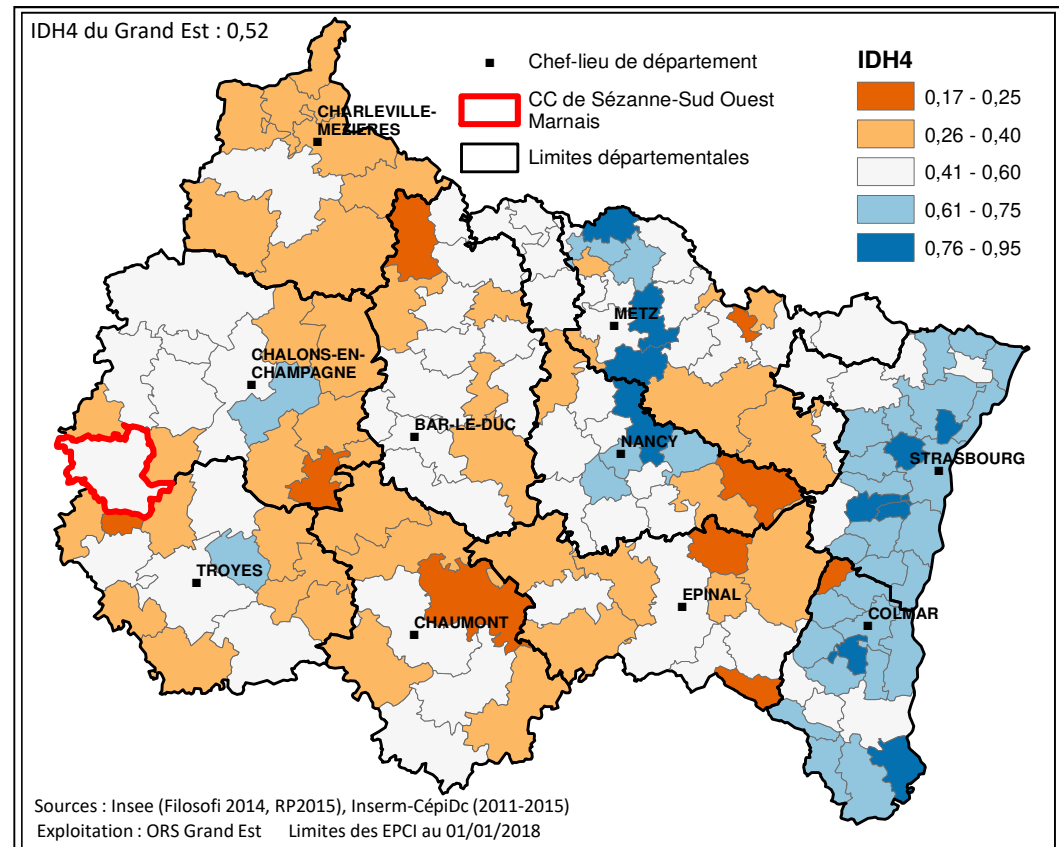 IDH4 du Grand Est : 0,52
Chef-lieu de département
CC de Sézanne-Sud Ouest
Marnais
Limites départementales
IDH4
0,17 - 0,25
0,26 - 0,40
0,41 - 0,60
0,61 - 0,75
0,76 - 0,95
CHARLEVILLE-
MEZIERES
METZ
CHALONS-EN-
CHAMPAGNE
BAR-LE-DUC
NANCY
STRASBOURG
TROYES
EPINAL
CHAUMONT
COLMAR
Sources : Insee (Filosofi 2014, RP2015), Inserm-CépiDc (2011-2015)
Exploitation : ORS Grand Est Limites des EPCI au 01/01/2018